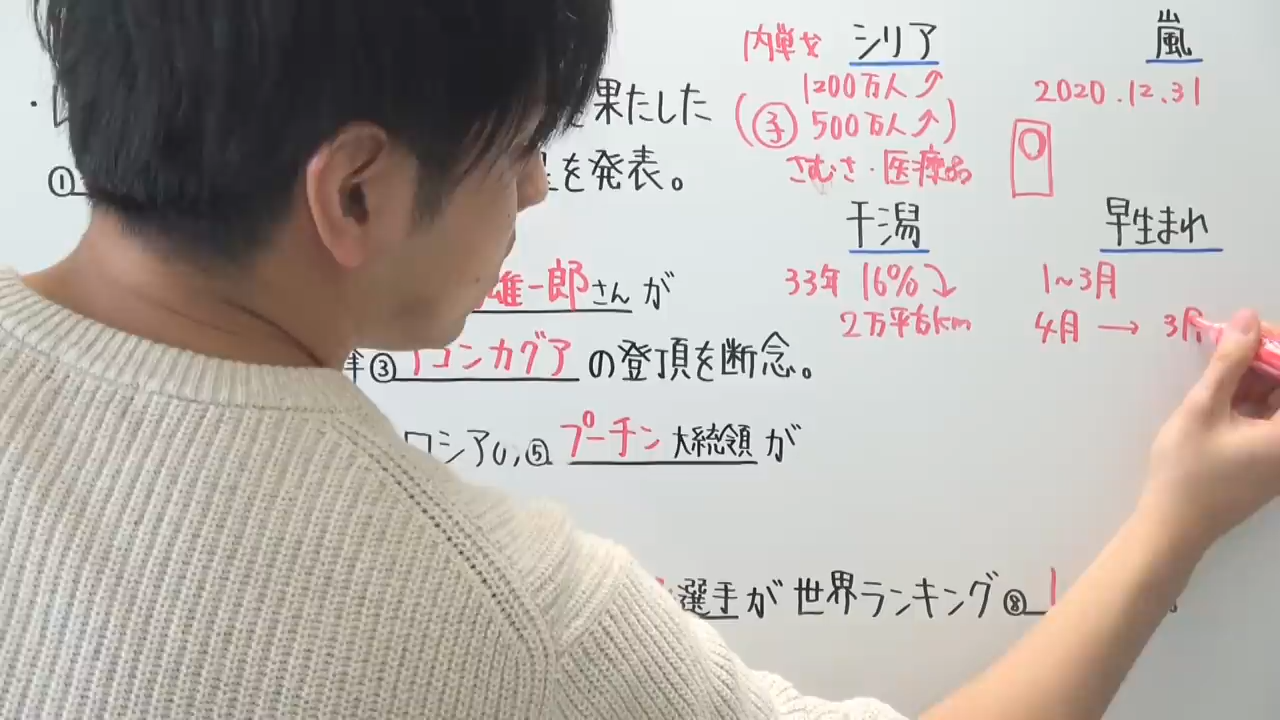 果たした
①
を発表。
雄一郎さんが
③アコンカグアの登頂を断念。
ロシアの,⑤プーチン大統領が
選手が世界ランキング⑧1
内戦 シリア
1200万人↗
(子 500万人↗)
さむさ・医療品
干潟
33年 16%↘
2万平方km
嵐
2020.12.31
早生まれ
1~3月
4月 → 3月